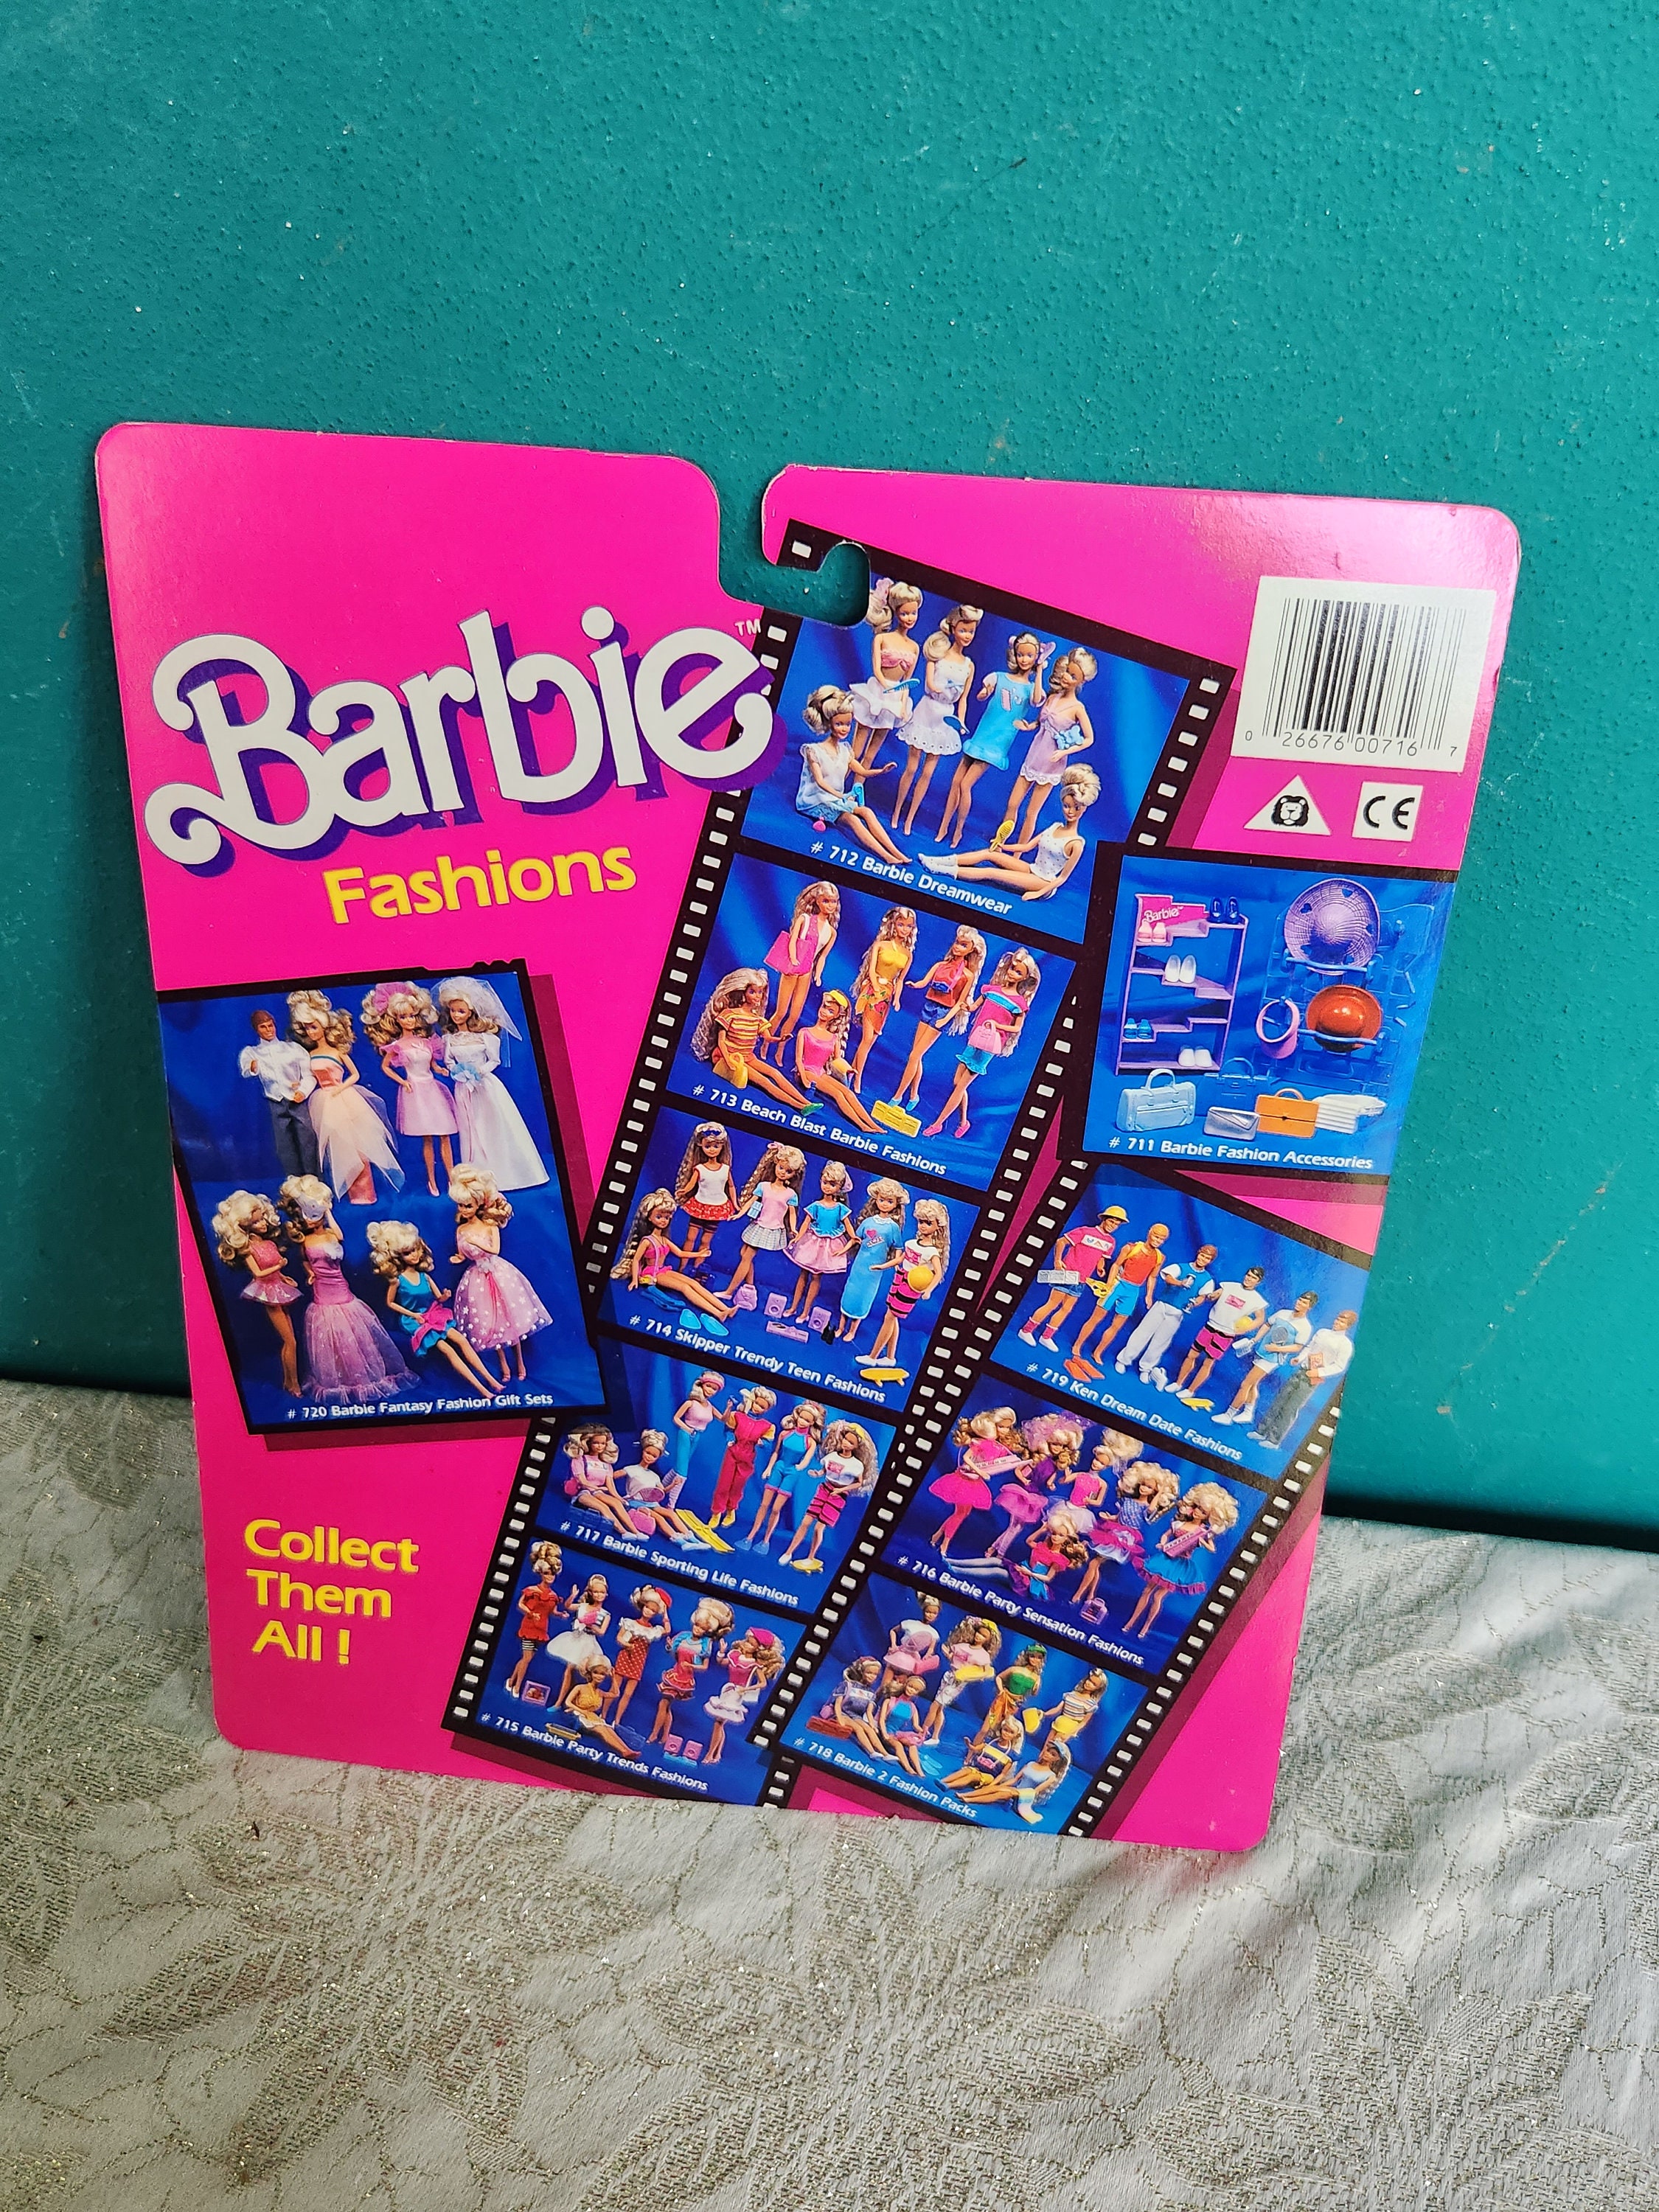 Barbie™
Fashions
# 712 Barbie Dreamwear
0 26676 00716 7
CE
Barbie
# 711 Barbie Fashion Accessories
# 713 Beach Blast Barbie Fashions
# 714 Skipper Trendy Teen Fashions
# 719 Ken Dream Date Fashions
# 720 Barbie Fantasy Fashion Gift Sets
# 717 Barbie Sporting Life Fashions
# 716 Barbie Party Sensation Fashions
Collect
Them
All !
# 715 Barbie Party Trends Fashions
# 718 Barbie 2 Fashion Packs